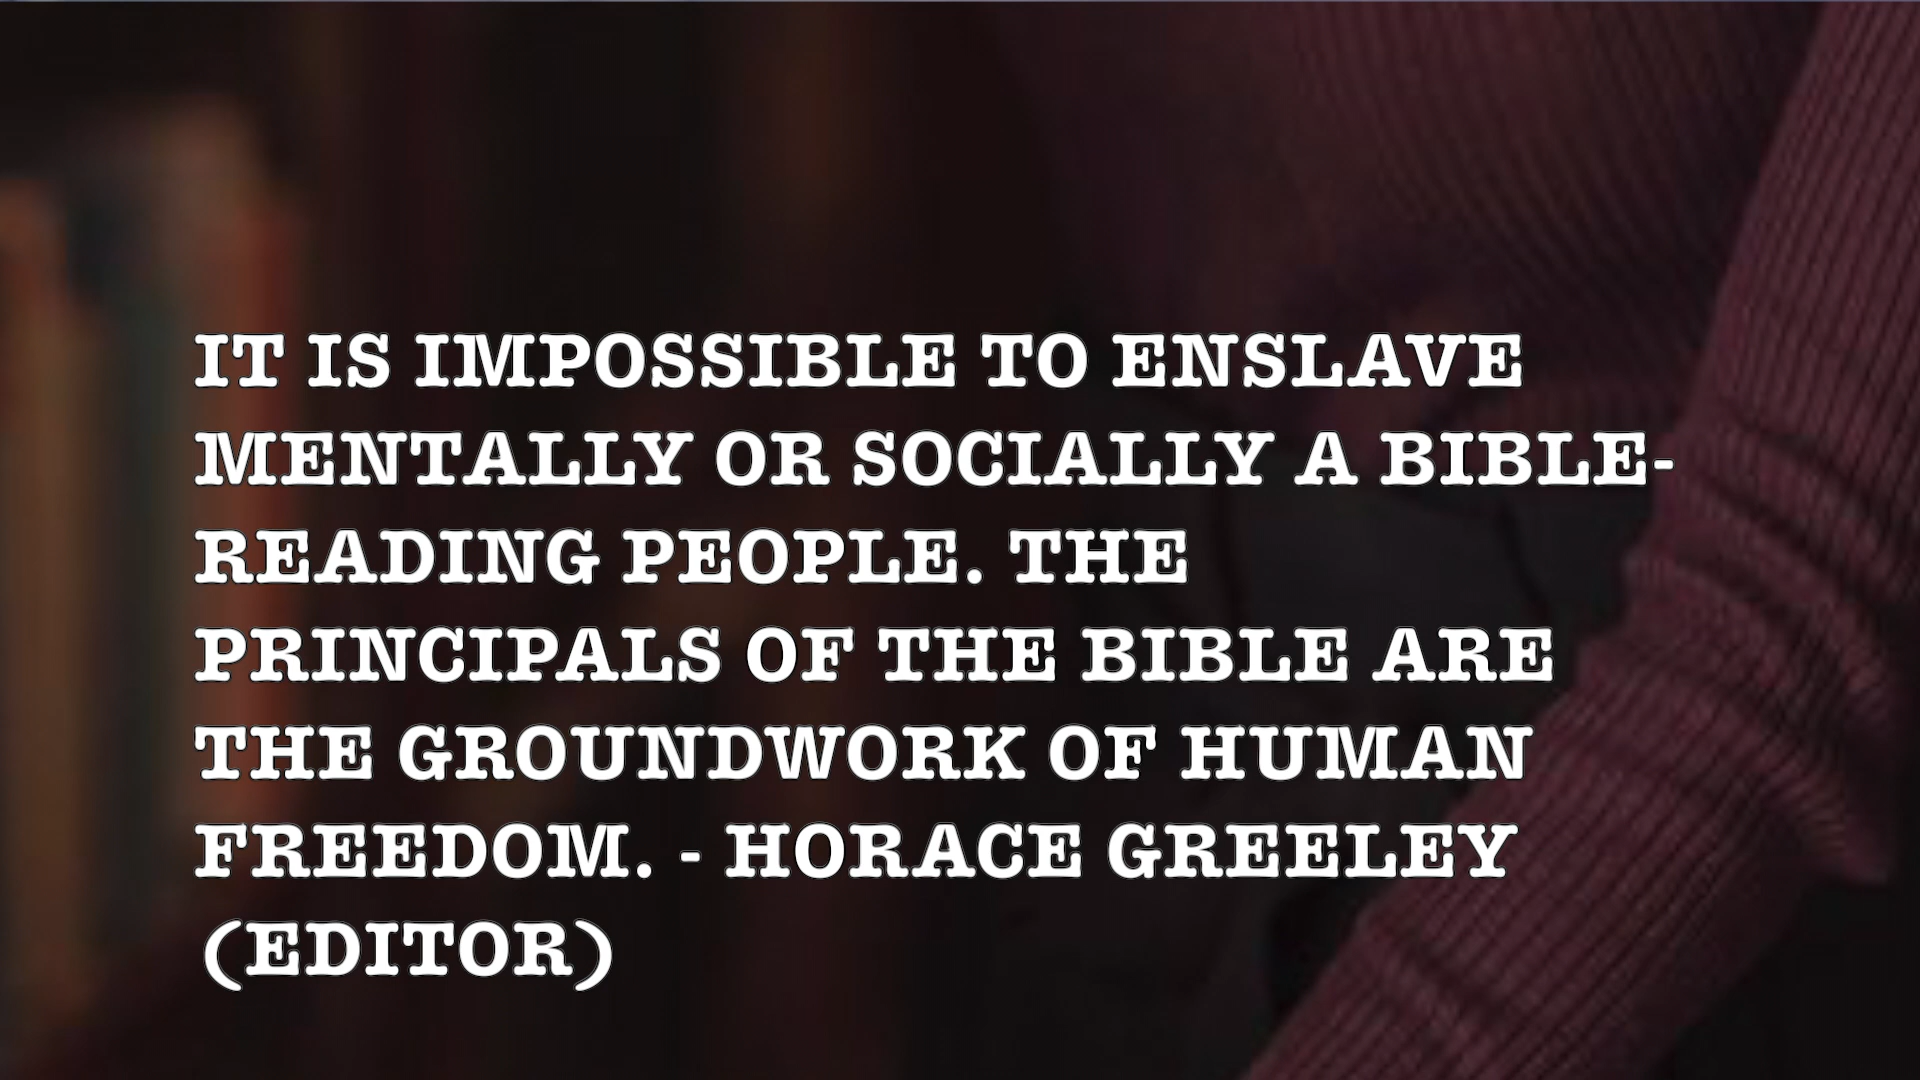 IT IS IMPOSSIBLE TO ENSLAVE
MENTALLY OR SOCIALLY A BIBLE-
READING PEOPLE. THE
PRINCIPALS OF THE BIBLE ARE
THE GROUNDWORK OF HUMAN
FREEDOM. - HORACE GREELEY
(EDITOR)